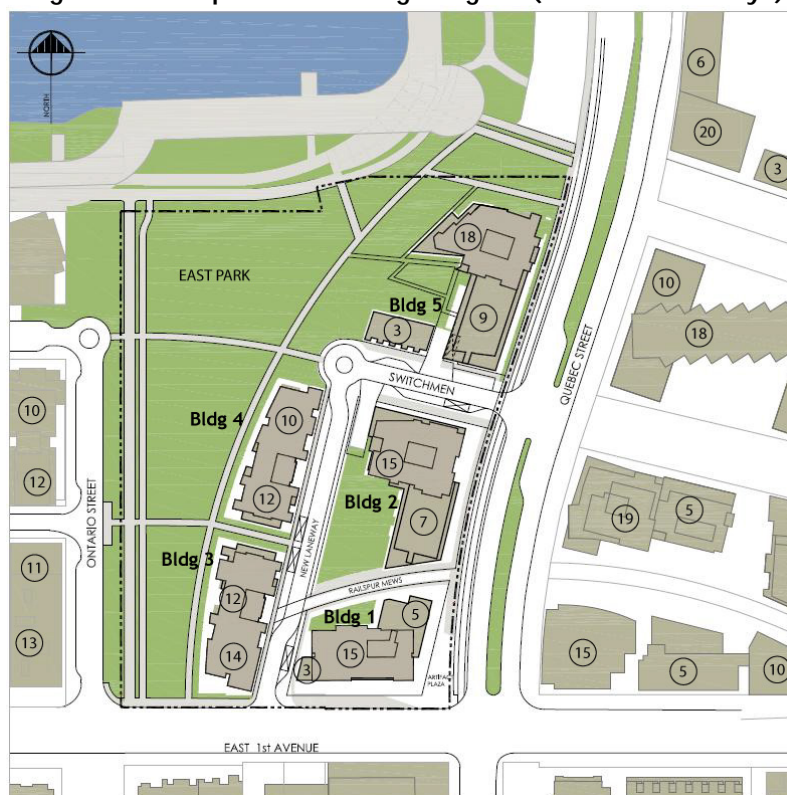 NORTH
6
20
3
18
10
EAST PARK
Bldg 5
9
3
18
SWITCHMEN
QUEBEC STREET
10
Bldg 4
10
12
15
12
Bldg 2
7
19
5
ONTARIO STREET
NEW LANEWAY
Bldg 3
11
RAILSPUR MEWS
12
Bldg 1
5
13
14
3
15
PLAZA
15
5
10
EAST 1st AVENUE